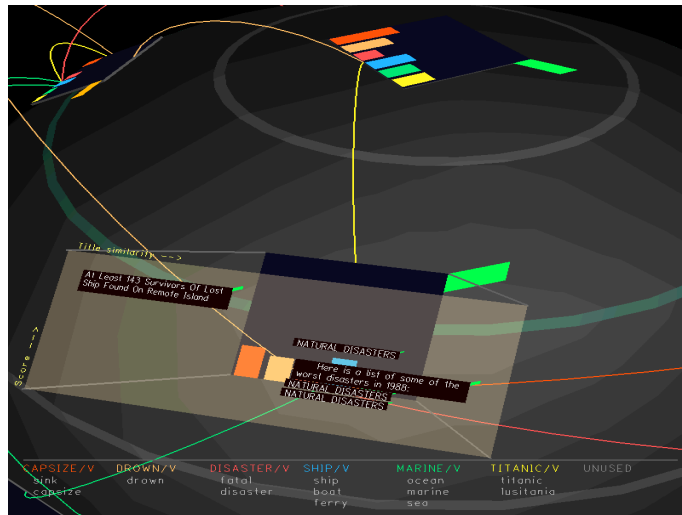 Title similarity -->
At Least 143 Survivors Of Lost
Ship Found On Remote Island
Score -->
NATURAL DISASTERS
Here is a list of some of the
worst disasters in 1988:
NATURAL DISASTERS
NATURAL DISASTERS
CAPSIZE/V DROWN/V DISASTER/V SHIP/V MARINE/V TITANIC/V UNUSED
sink drown fatal ship ocean titanic
capsize disaster boat marine lusitania
ferry sea